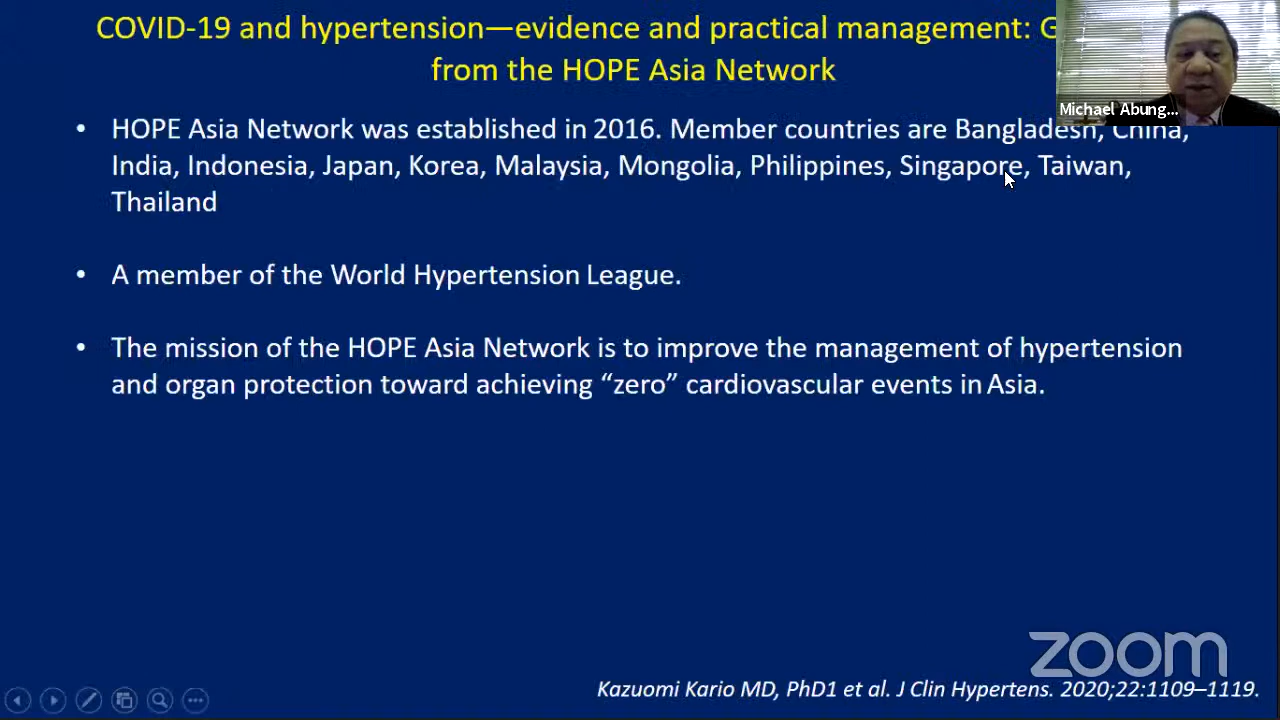 COVID-19 and hypertension—evidence and practical management: G
from the HOPE Asia Network
Michael Abung...
• HOPE Asia Network was established in 2016. Member countries are Bangladesh, China,
India, Indonesia, Japan, Korea, Malaysia, Mongolia, Philippines, Singapore, Taiwan,
Thailand
• A member of the World Hypertension League.
• The mission of the HOPE Asia Network is to improve the management of hypertension
and organ protection toward achieving “zero” cardiovascular events in Asia.
zoom
Kazuomi Kario MD, PhD1 et al. J Clin Hypertens. 2020;22:1109–1119.